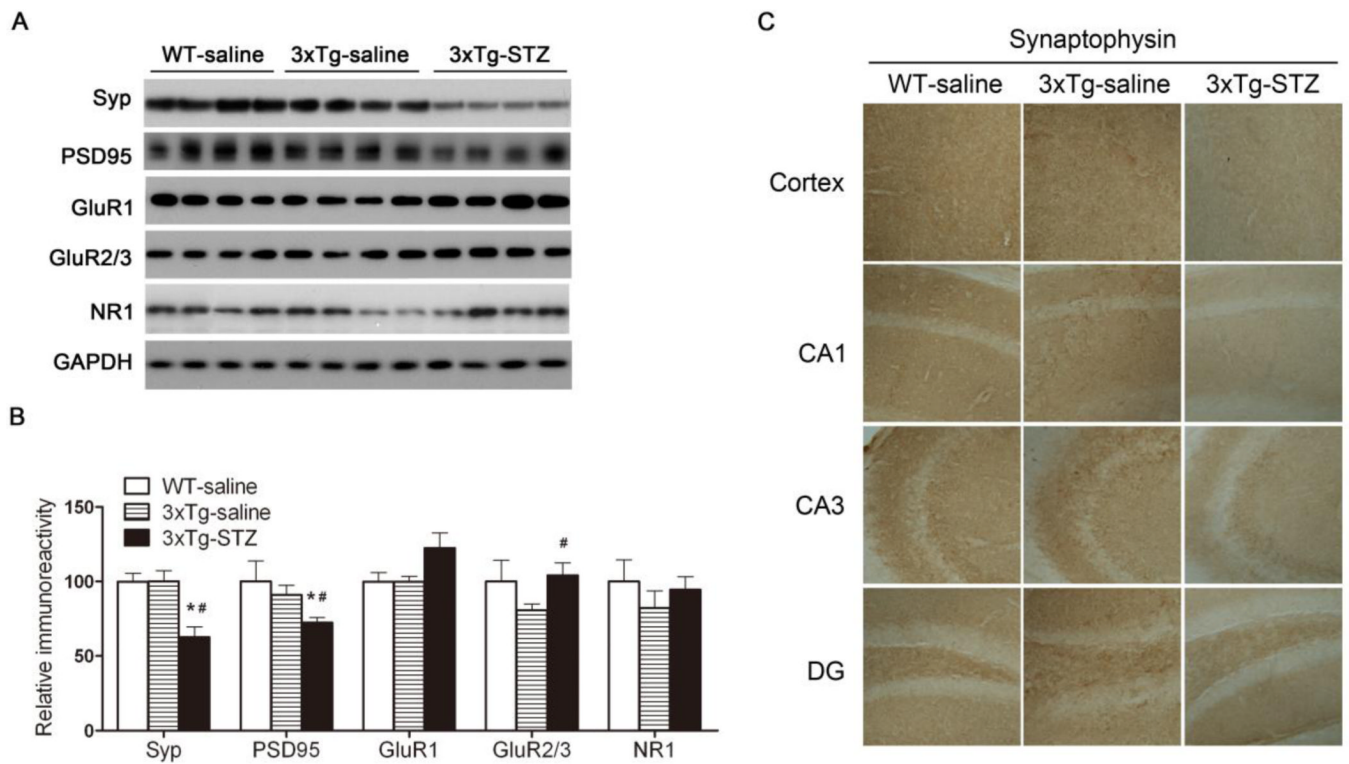 A
WT-saline 3xTg-saline 3xTg-STZ
Syp
PSD95
GluR1
GluR2/3
NR1
GAPDH
B
WT-saline
3xTg-saline
3xTg-STZ
Relative immunoreactivity
150
100
50
0
*# *# #
Syp PSD95 GluR1 GluR2/3 NR1
C
Synaptophysin
WT-saline 3xTg-saline 3xTg-STZ
Cortex
CA1
CA3
DG